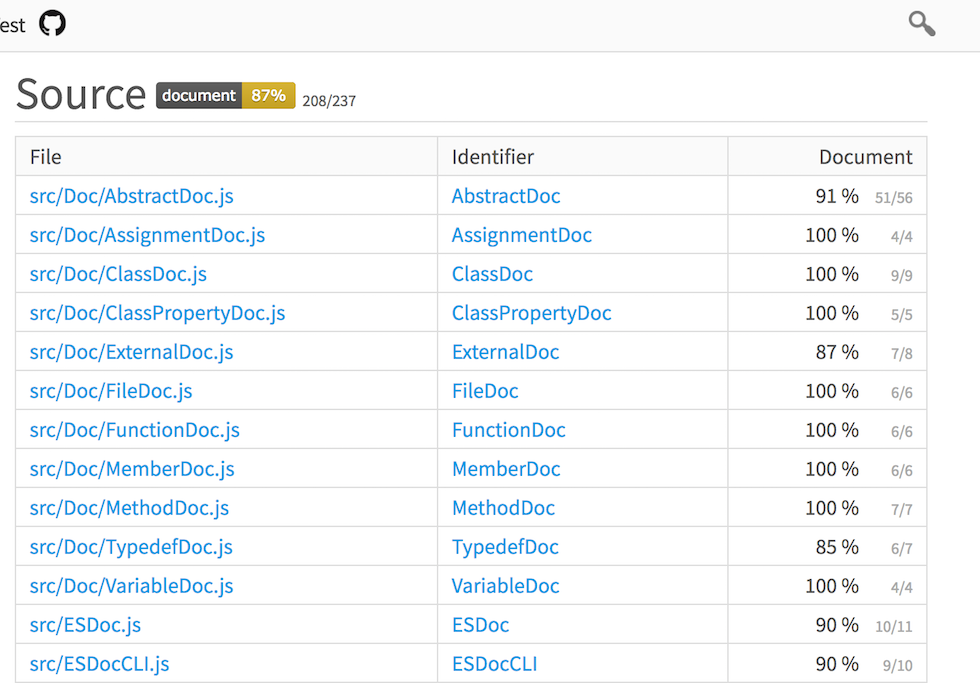 est
Source document 87% 208/237
File Identifier Document
src/Doc/AbstractDoc.js AbstractDoc 91 % 51/56
src/Doc/AssignmentDoc.js AssignmentDoc 100 % 4/4
src/Doc/ClassDoc.js ClassDoc 100 % 9/9
src/Doc/ClassPropertyDoc.js ClassPropertyDoc 100 % 5/5
src/Doc/ExternalDoc.js ExternalDoc 87 % 7/8
src/Doc/FileDoc.js FileDoc 100 % 6/6
src/Doc/FunctionDoc.js FunctionDoc 100 % 6/6
src/Doc/MemberDoc.js MemberDoc 100 % 6/6
src/Doc/MethodDoc.js MethodDoc 100 % 7/7
src/Doc/TypedefDoc.js TypedefDoc 85 % 6/7
src/Doc/VariableDoc.js VariableDoc 100 % 4/4
src/ESDoc.js ESDoc 90 % 10/11
src/ESDocCLI.js ESDocCLI 90 % 9/10